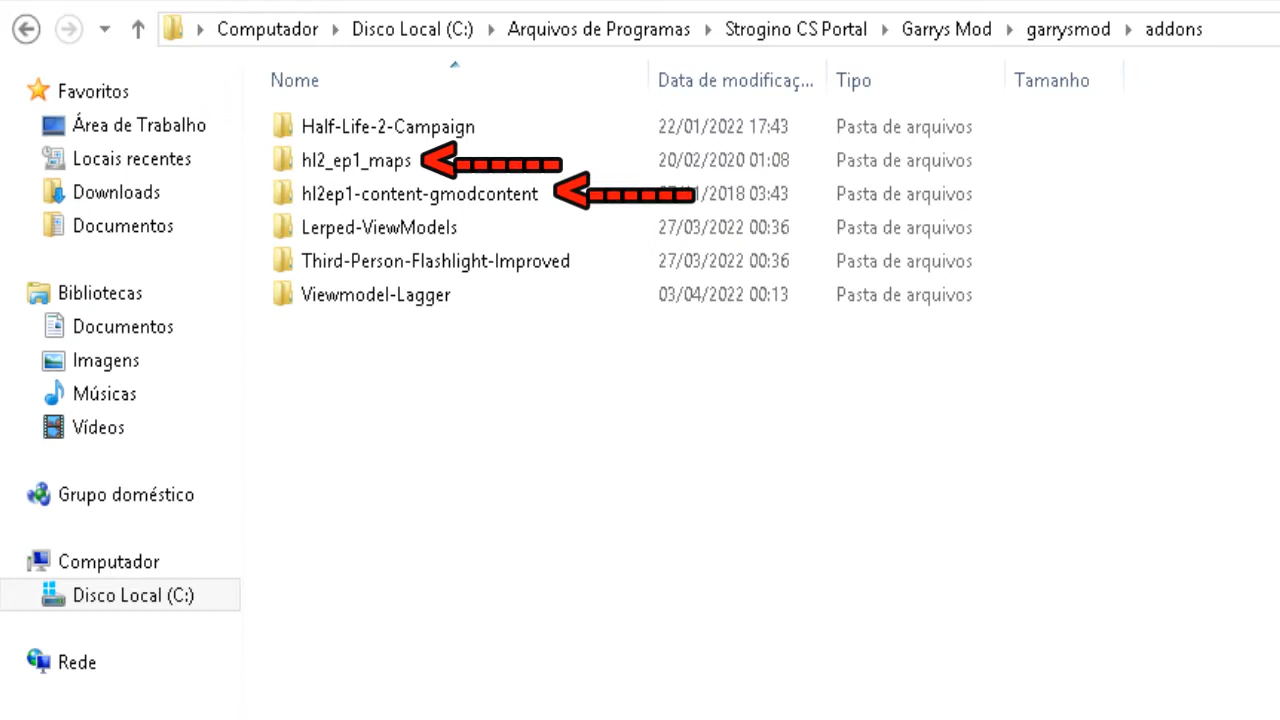 Computador Disco Local (C:) Arquivos de Programas Strogino CS Portal Garrys Mod garrysmod addons
Favoritos
Área de Trabalho
Locais recentes
Downloads
Documentos
Bibliotecas
Documentos
Imagens
Músicas
Vídeos
Grupo doméstico
Computador
Disco Local (C:)
Rede
Nome Data de modificaç... Tipo Tamanho
Half-Life-2-Campaign 22/01/2022 17:43 Pasta de arquivos
hl2_ep1_maps 20/02/2020 01:08 Pasta de arquivos
hl2ep1-content-gmodcontent /2018 03:43 Pasta de arquivos
Lerped-ViewModels 27/03/2022 00:36 Pasta de arquivos
Third-Person-Flashlight-Improved 27/03/2022 00:36 Pasta de arquivos
Viewmodel-Lagger 03/04/2022 00:13 Pasta de arquivos